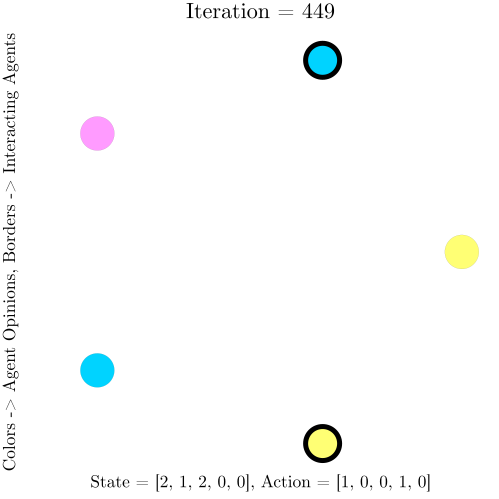 Iteration = 449
Colors -> Agent Opinions, Borders -> Interacting Agents
State = [2, 1, 2, 0, 0], Action = [1, 0, 0, 1, 0]